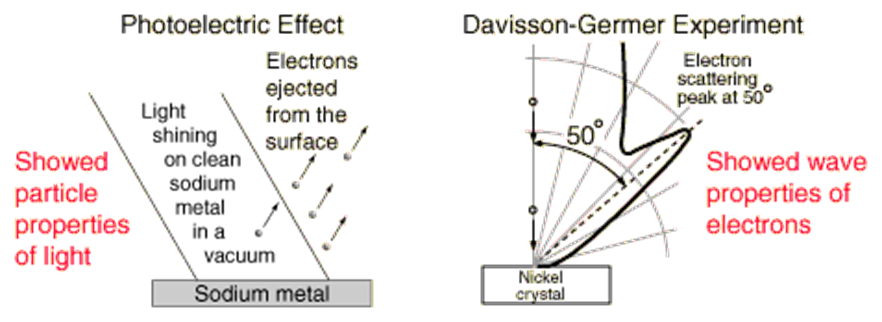 Photoelectric Effect
Electrons
ejected
from the
surface
Light
shining
on clean
sodium
metal
in a
vacuum
Showed
particle
properties
of light
Sodium metal
Davisson-Germer Experiment
Electron
scattering
peak at 50°
50°
Showed wave
properties of
electrons
Nickel
crystal